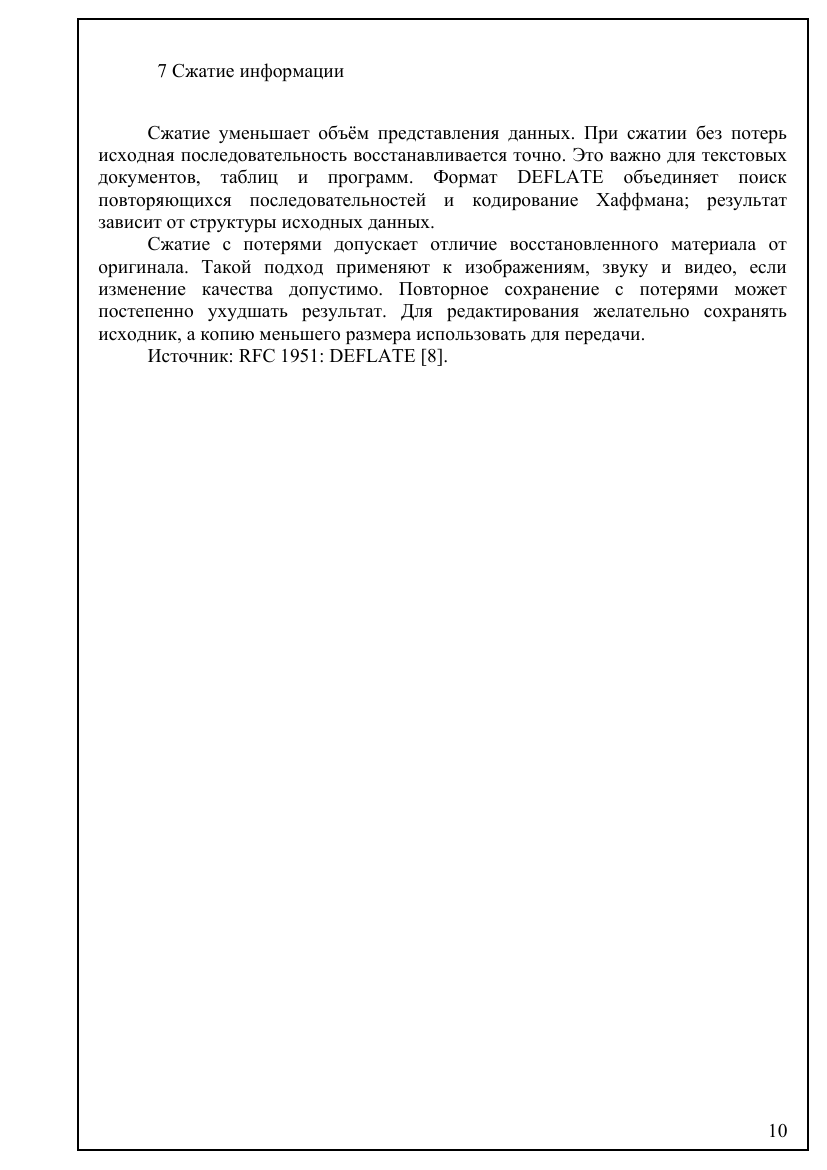 7 Сжатие информации
Сжатие уменьшает объём представления данных. При сжатии без потерь
исходная последовательность восстанавливается точно. Это важно для текстовых
документов, таблиц и программ. Формат DEFLATE объединяет поиск
повторяющихся последовательностей и кодирование Хаффмана; результат
зависит от структуры исходных данных.
Сжатие с потерями допускает отличие восстановленного материала от
оригинала. Такой подход применяют к изображениям, звуку и видео, если
изменение качества допустимо. Повторное сохранение с потерями может
постепенно ухудшать результат. Для редактирования желательно сохранять
исходник, а копию меньшего размера использовать для передачи.
Источник: RFC 1951: DEFLATE [8].
10